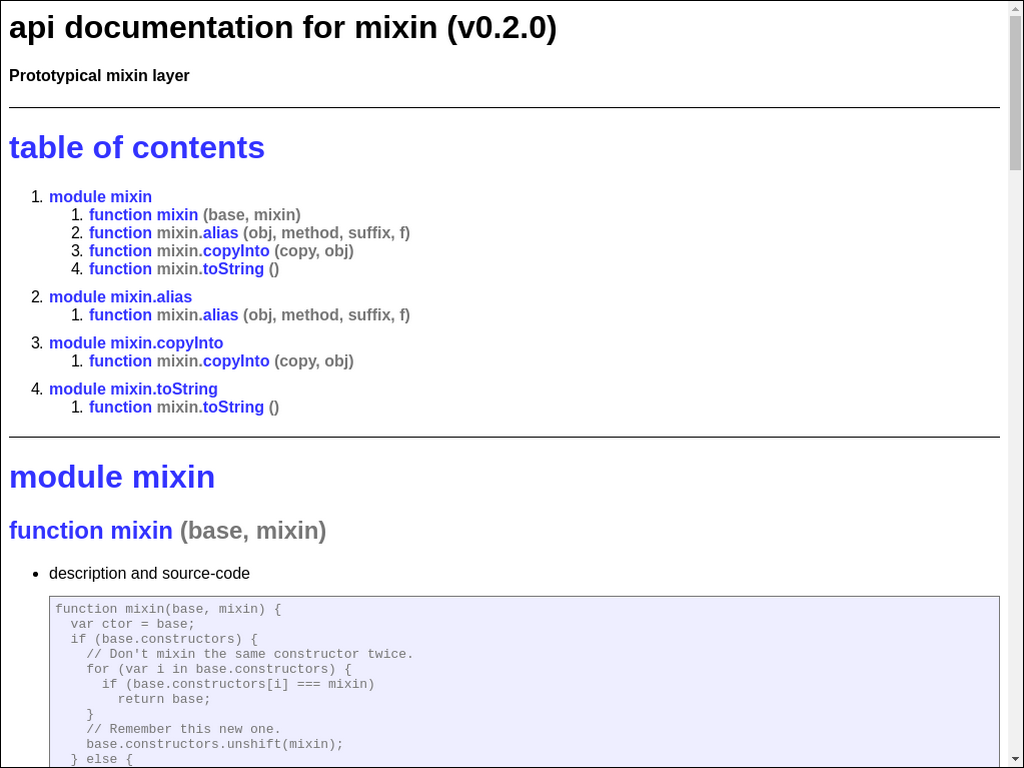 api documentation for mixin (v0.2.0)
Prototypical mixin layer
table of contents
1. module mixin
1. function mixin (base, mixin)
2. function mixin.alias (obj, method, suffix, f)
3. function mixin.copyInto (copy, obj)
4. function mixin.toString ()
2. module mixin.alias
1. function mixin.alias (obj, method, suffix, f)
3. module mixin.copyInto
1. function mixin.copyInto (copy, obj)
4. module mixin.toString
1. function mixin.toString ()
module mixin
function mixin (base, mixin)
• description and source-code
function mixin(base, mixin) {
  var ctor = base;
  if (base.constructors) {
    // Don't mixin the same constructor twice.
    for (var i in base.constructors) {
      if (base.constructors[i] === mixin)
        return base;
    }
    // Remember this new one.
    base.constructors.unshift(mixin);
  } else {